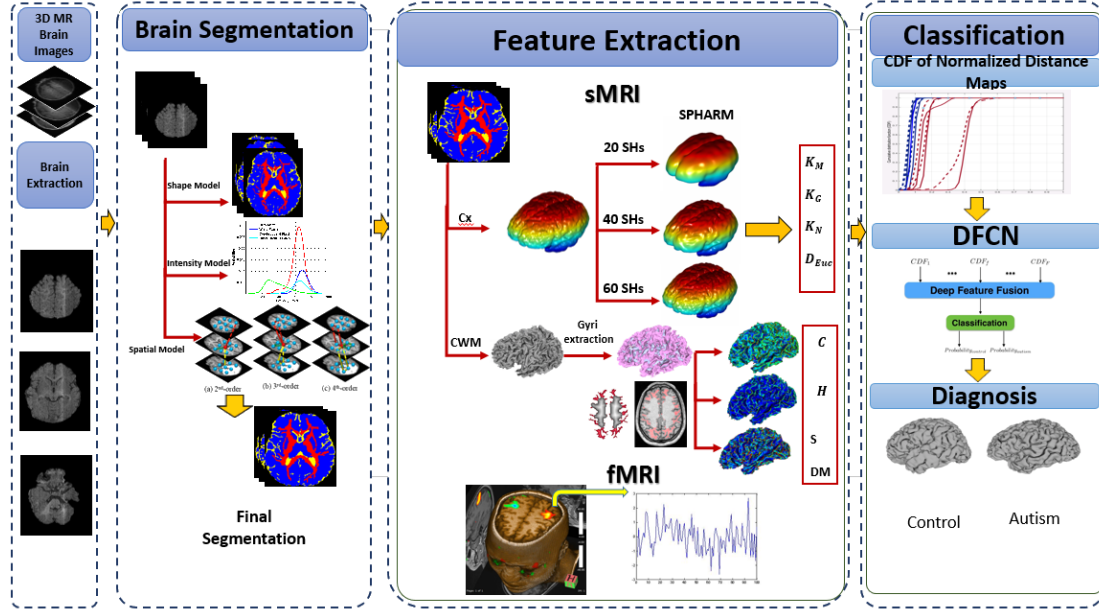 3D MR
Brain
Images
Brain
Extraction
Brain Segmentation
Shape Model
Intensity Model
Spatial Model
(a) 2nd-order
(b) 3rd-order
(c) 4th-order
Final
Segmentation
Feature Extraction
sMRI
SPHARM
20 SHs
40 SHs
60 SHs
Cx
K_M
K_G
K_N
D_Euc
CWM
Gyri
extraction
C
H
S
DM
fMRI
Classification
CDF of Normalized Distance
Maps
DFCN
CDF_1
CDF_2
CDF_F
Deep Feature Fusion
Classification
Diagnosis
Control
Autism